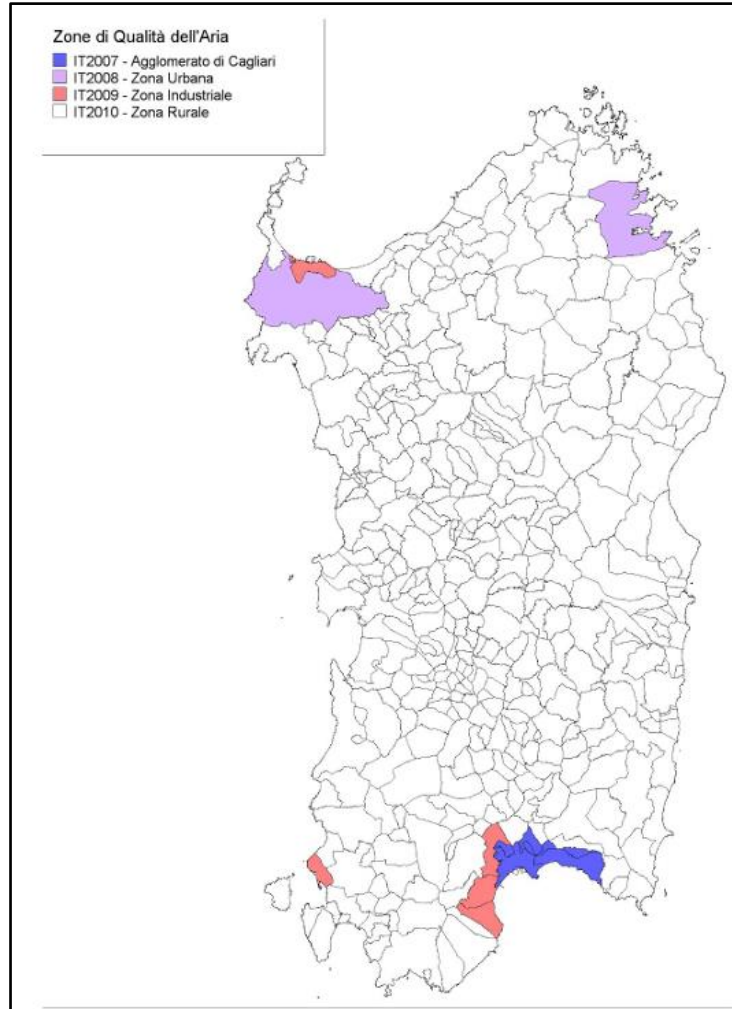 Zone di Qualità dell'Aria
IT2007 - Agglomerato di Cagliari
IT2008 - Zona Urbana
IT2009 - Zona Industriale
IT2010 - Zona Rurale